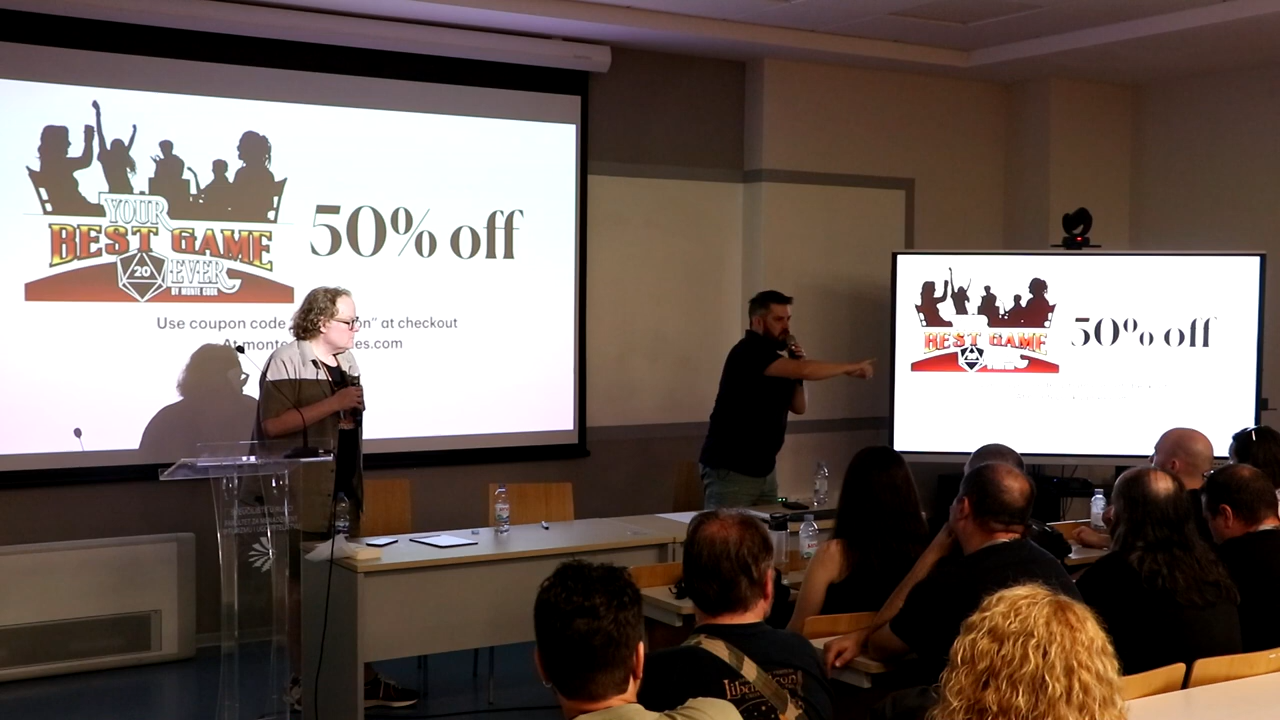 YOUR
BEST GAME
20 EVER
BY MONTE COOK
50% off
Use coupon code on" at checkout
At monte es.com
BEST GAME
50% off